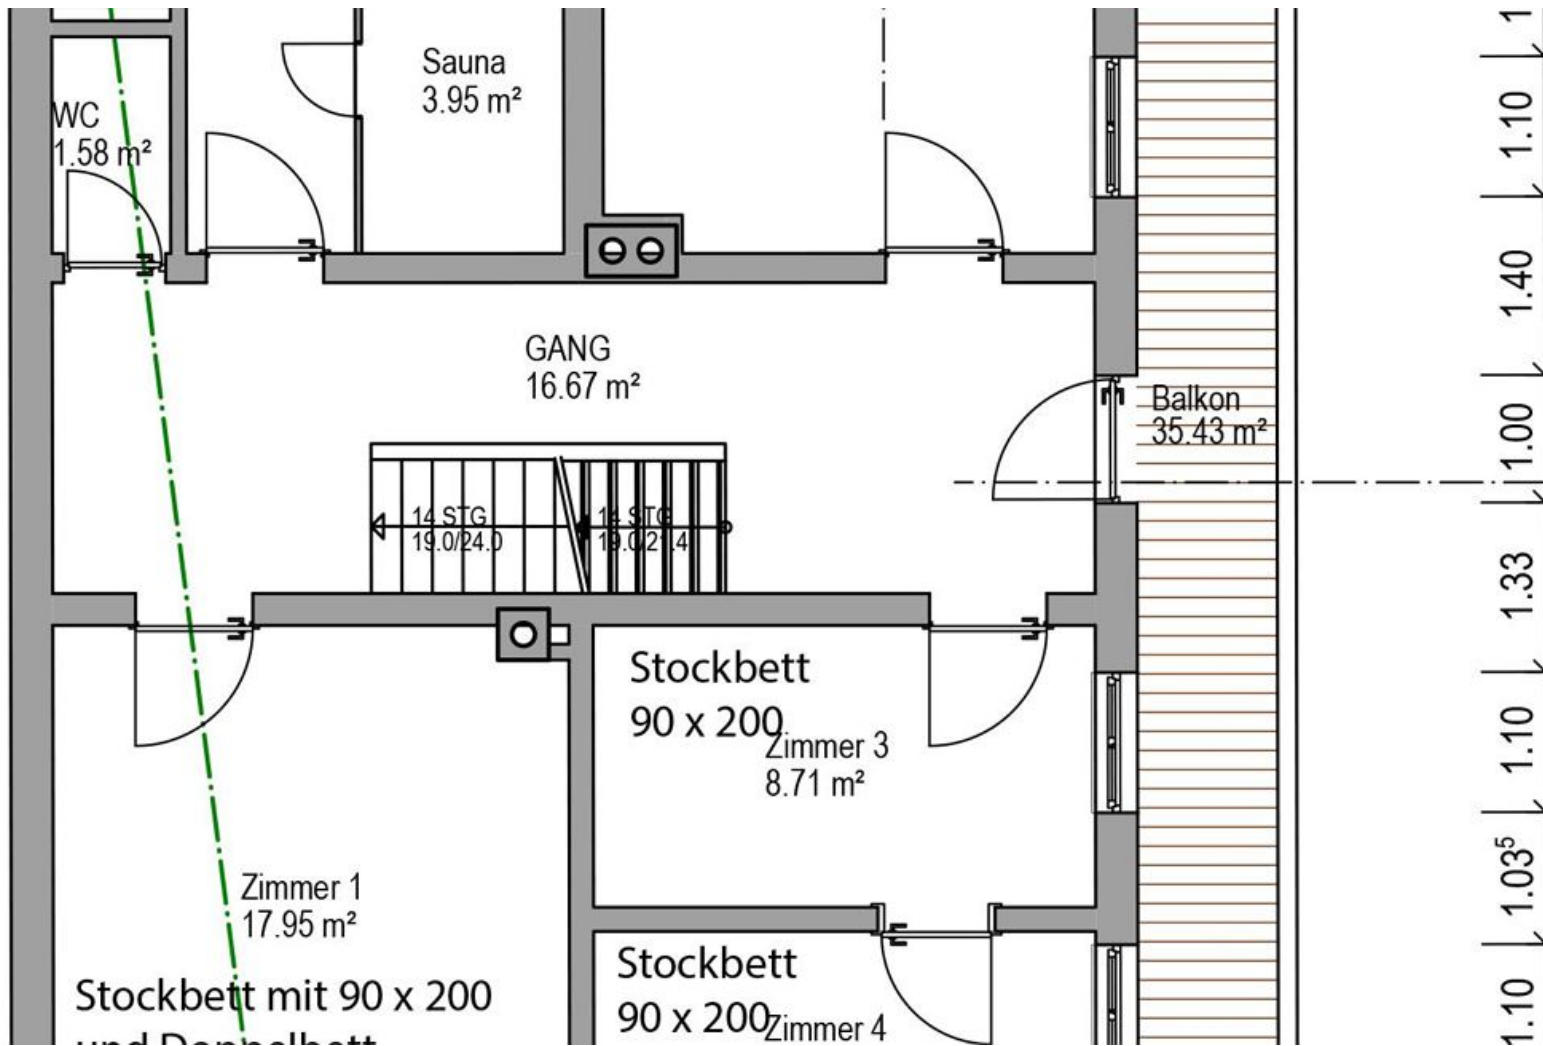 Sauna
3.95 m²
WC
1.58 m²
GANG
16.67 m²
Balkon
35.43 m²
14 STG
19.0/24.0
14 STG
19.0/21.4
Stockbett
90 x 200
Zimmer 3
8.71 m²
Zimmer 1
17.95 m²
Stockbett mit 90 x 200
und Doppelbett
Stockbett
90 x 200
Zimmer 4
1.10
1.40
1.00
1.33
1.10
1.03⁵
1.10